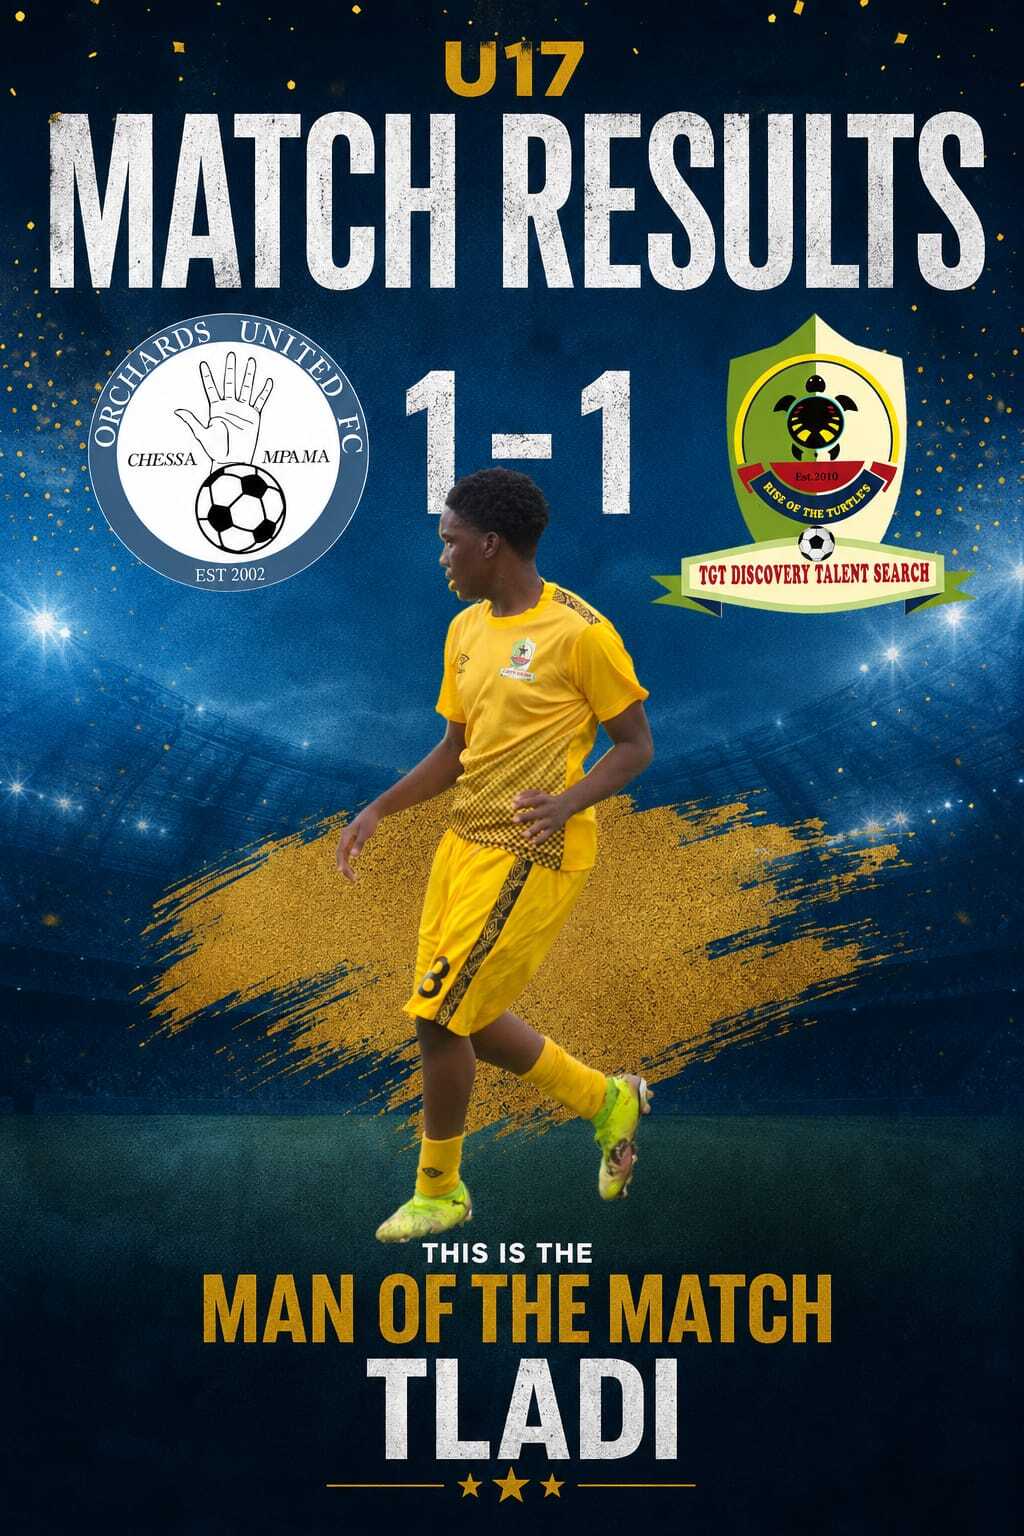 U17
MATCH RESULTS
ORCHARDS UNITED FC
CHESSA MPAMA
EST 2002
1-1
Est.2010
RISE OF THE TURTLE'S
TGT DISCOVERY TALENT SEARCH
3
THIS IS THE
MAN OF THE MATCH
TLADI